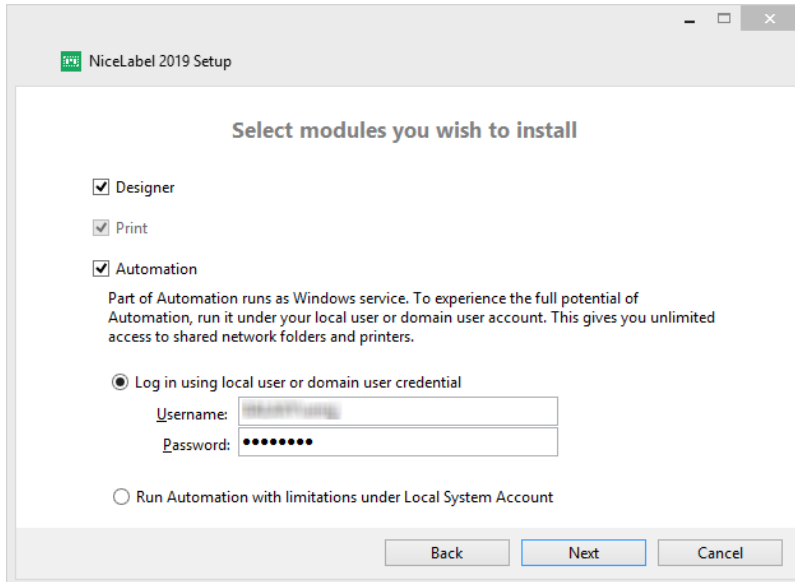 NiceLabel 2019 Setup
Select modules you wish to install
Designer
Print
Automation
Part of Automation runs as Windows service. To experience the full potential of
Automation, run it under your local user or domain user account. This gives you unlimited
access to shared network folders and printers.
Log in using local user or domain user credential
Username:
Password: ●●●●●●●●
Run Automation with limitations under Local System Account
Back Next Cancel